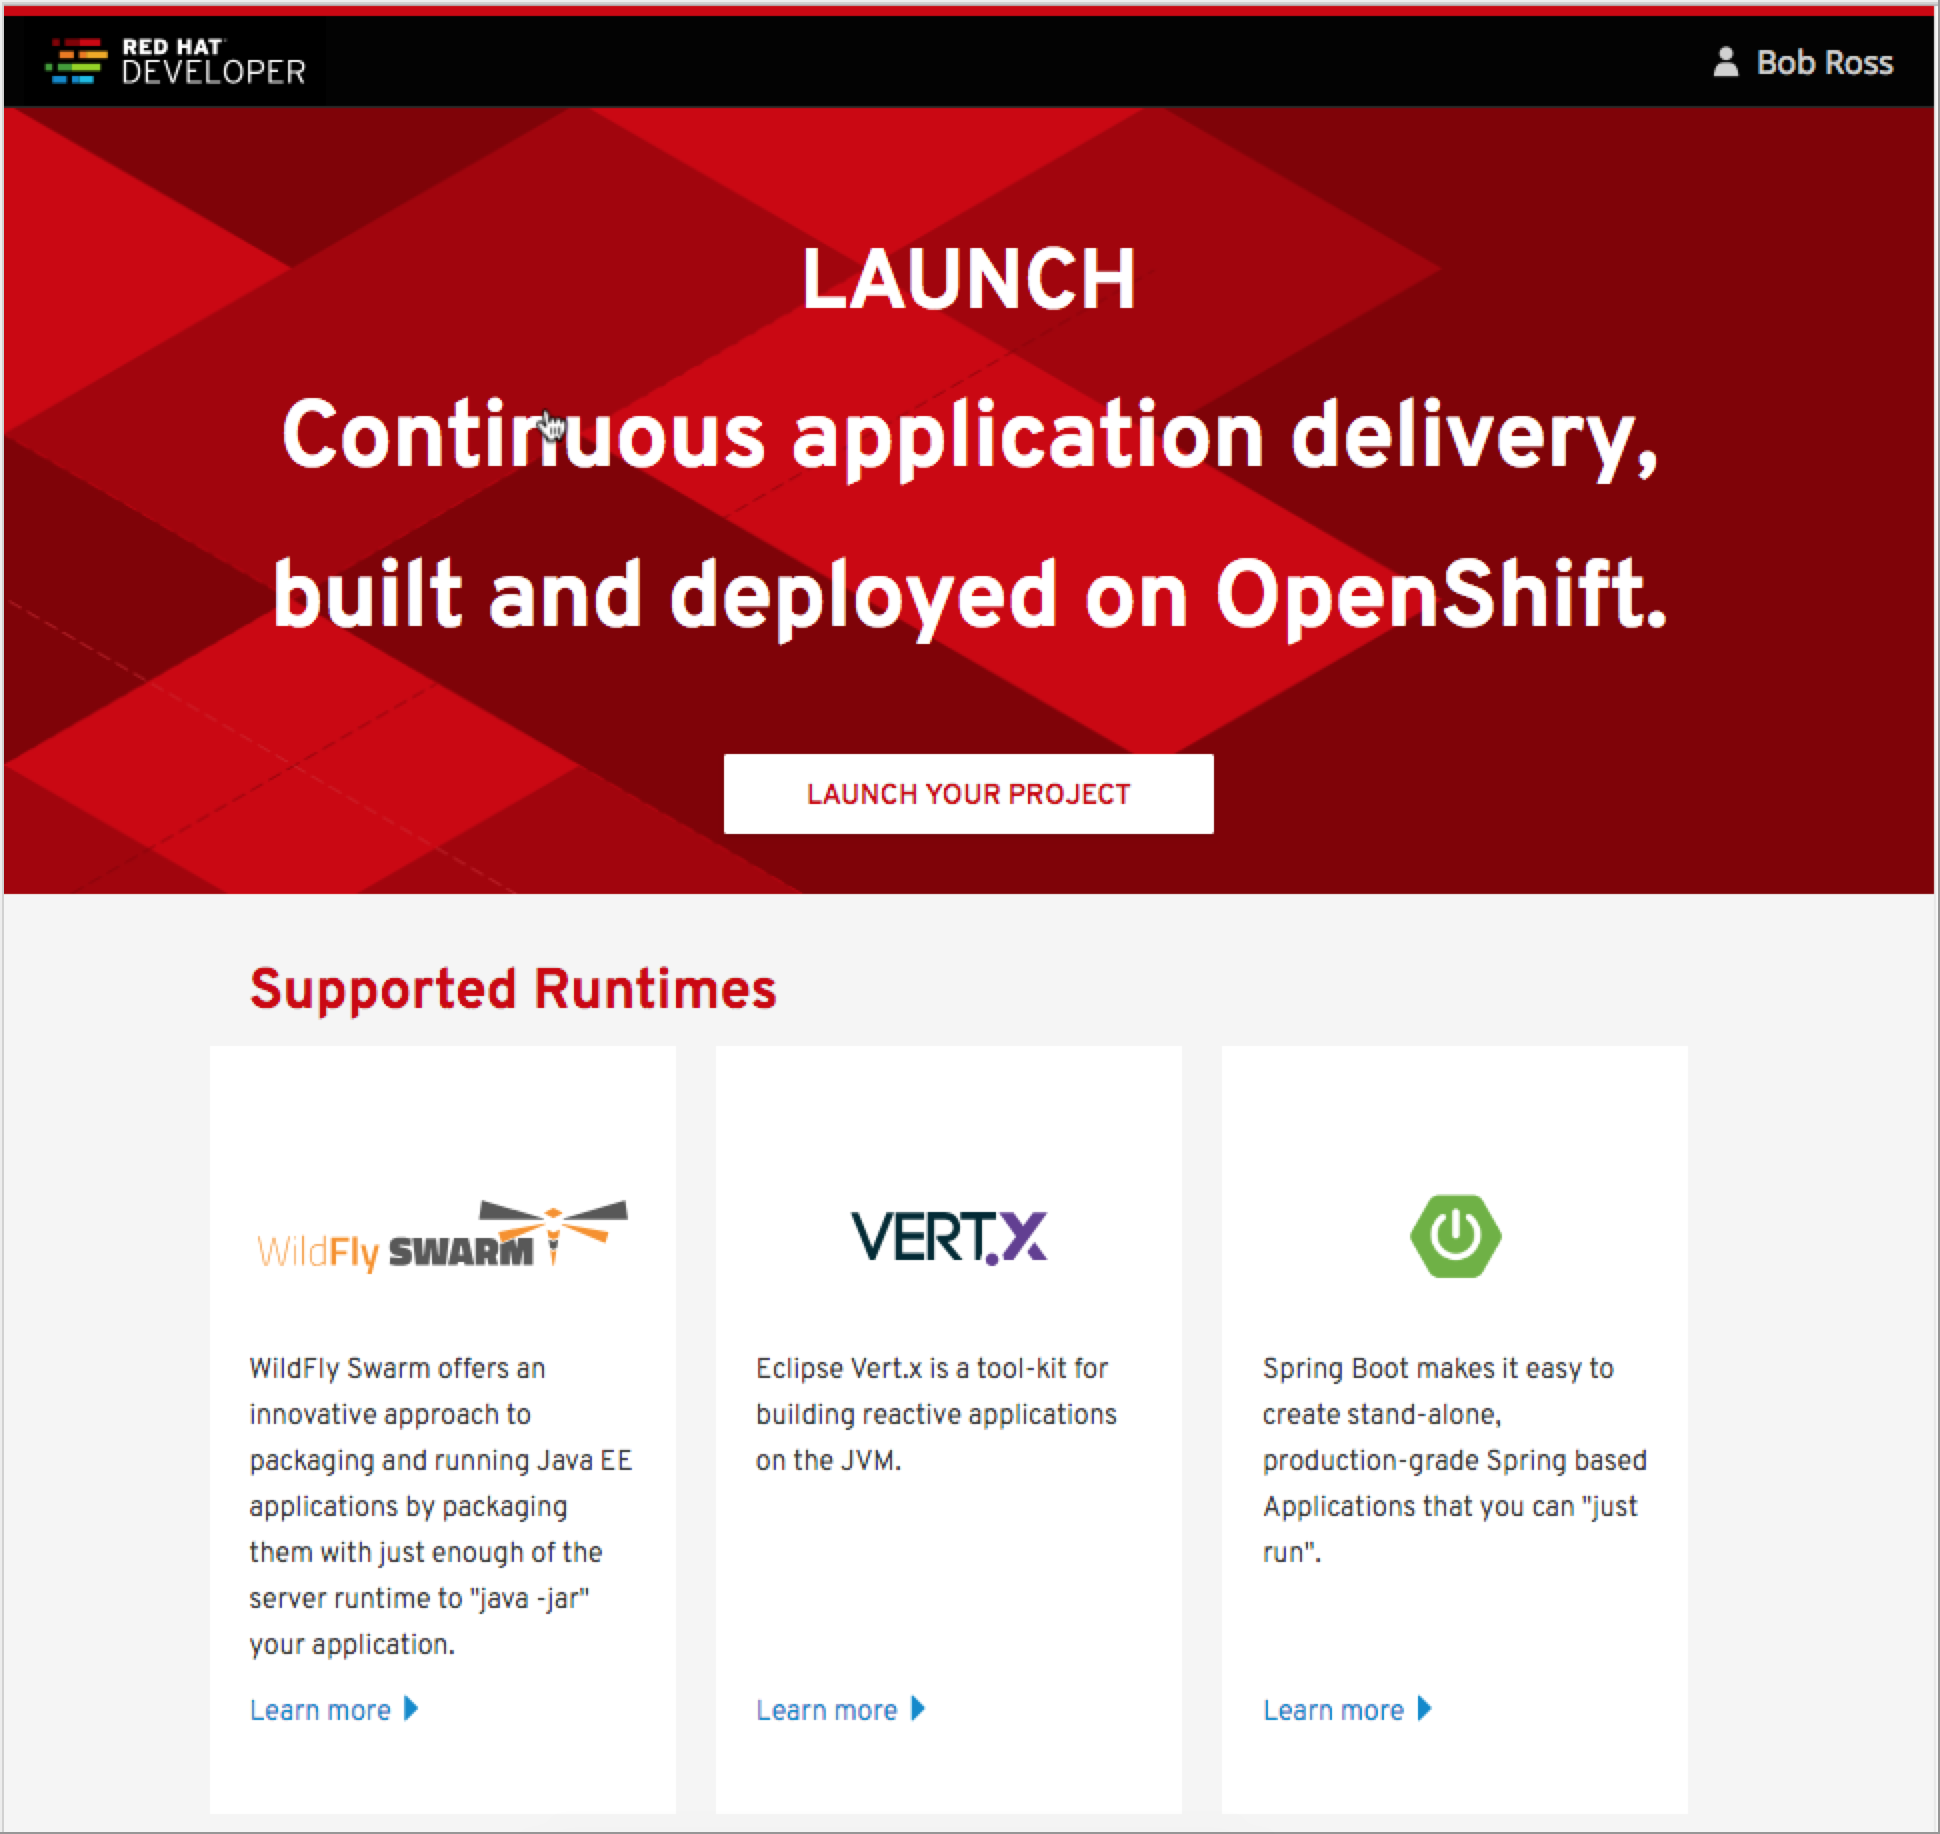 RED HAT
DEVELOPER
Bob Ross
LAUNCH
Continuous application delivery,
built and deployed on OpenShift.
LAUNCH YOUR PROJECT
Supported Runtimes
WildFly SWARM
WildFly Swarm offers an
innovative approach to
packaging and running Java EE
applications by packaging
them with just enough of the
server runtime to "java -jar"
your application.
Learn more
VERT.X
Eclipse Vert.x is a tool-kit for
building reactive applications
on the JVM.
Learn more
Spring Boot makes it easy to
create stand-alone,
production-grade Spring based
Applications that you can "just
run".
Learn more